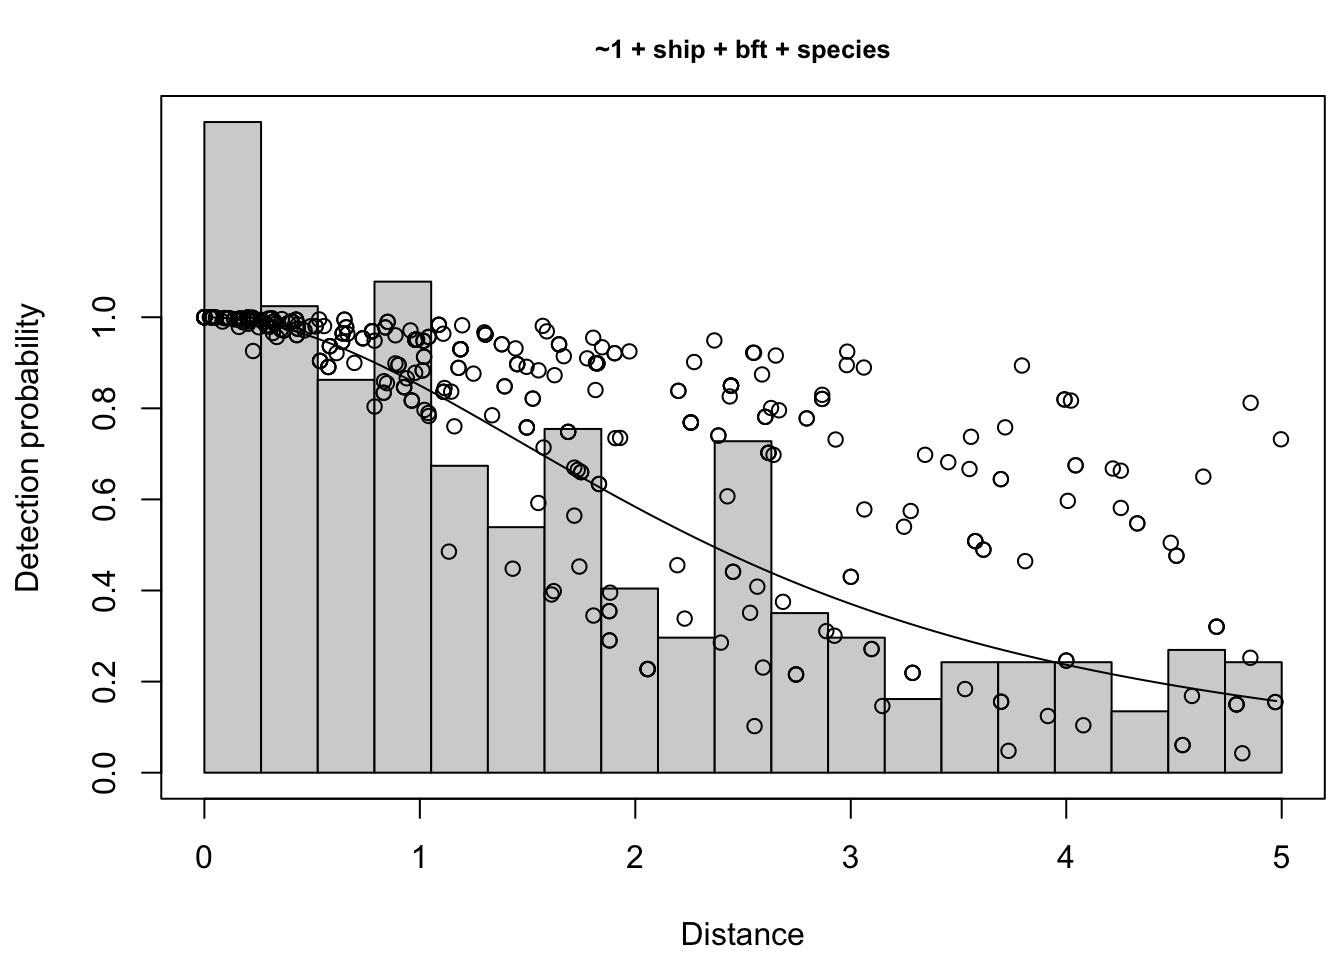 ~1 + ship + bft + species
Detection probability
1.0
0.8
0.6
0.4
0.2
0.0
0 1 2 3 4 5
Distance